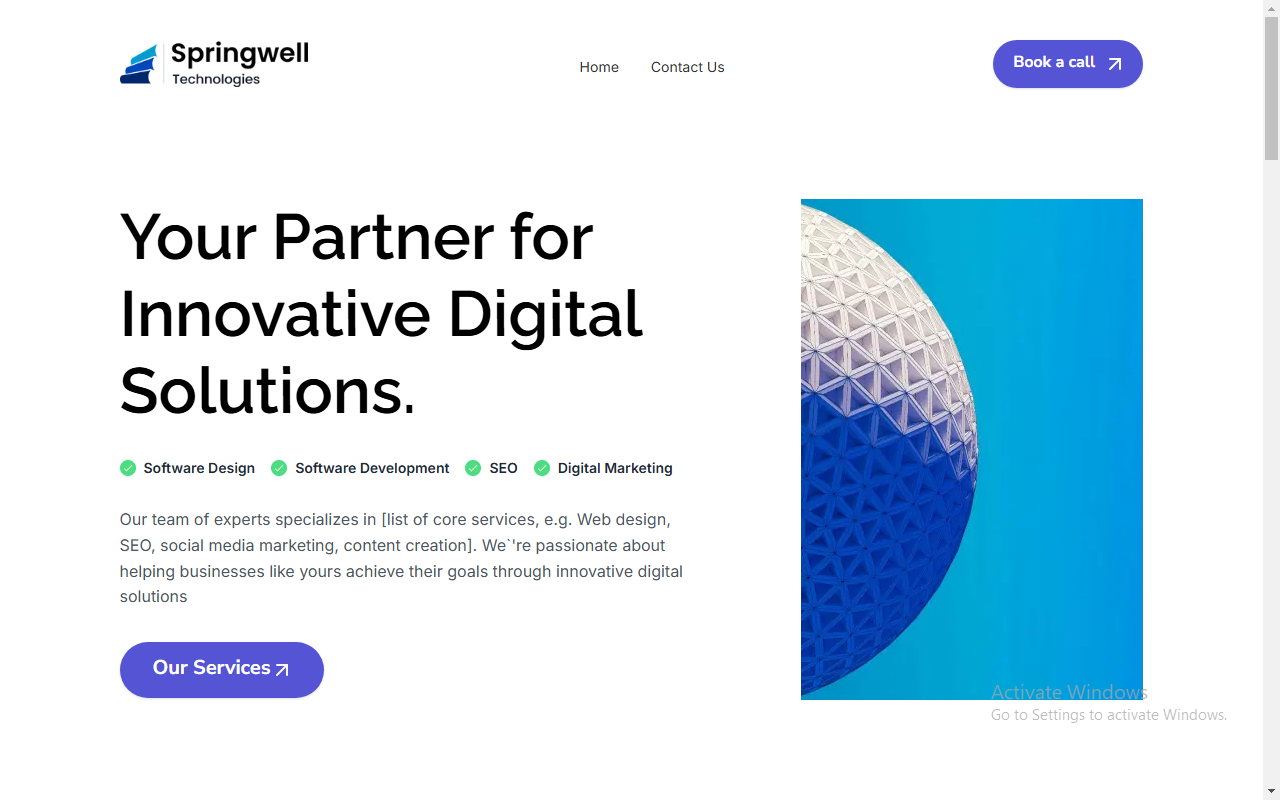 Springwell
Technologies
Home
Contact Us
Book a call
Your Partner for
Innovative Digital
Solutions.
Software Design
Software Development
SEO
Digital Marketing
Our team of experts specializes in [list of core services, e.g. Web design,
SEO, social media marketing, content creation]. We`'re passionate about
helping businesses like yours achieve their goals through innovative digital
solutions
Our Services
Activate Windows
Go to Settings to activate Windows.